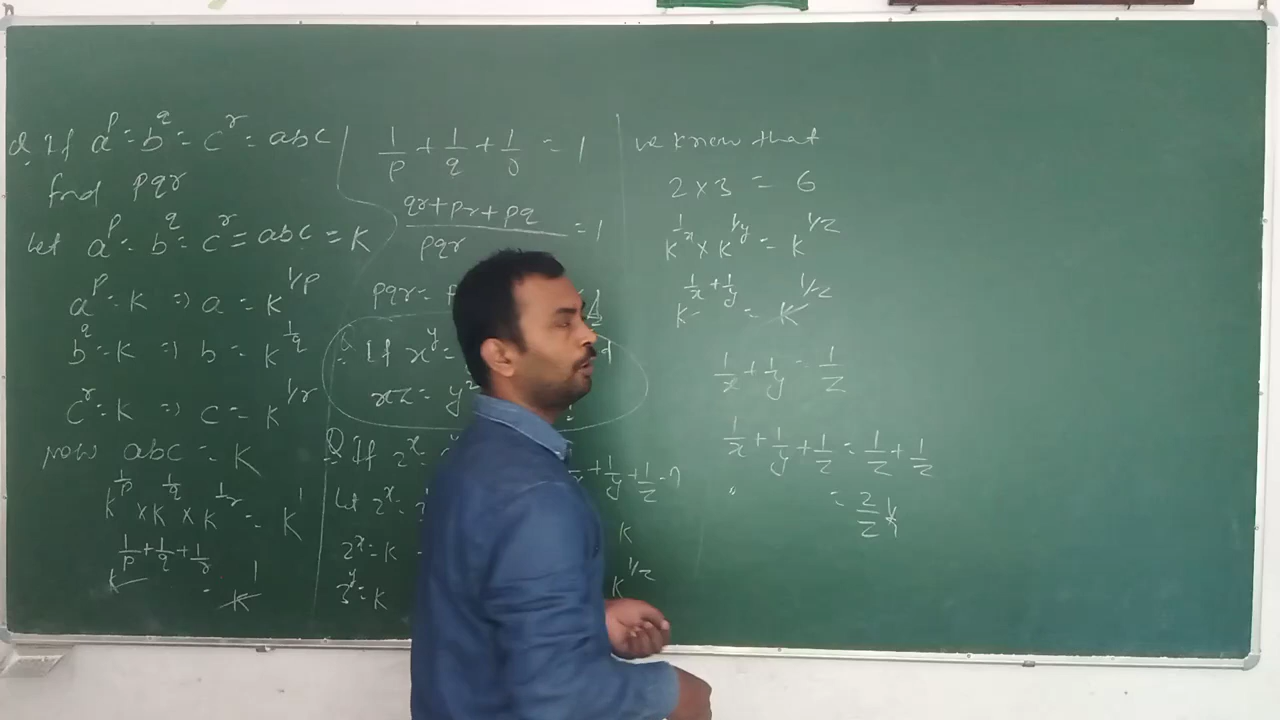 Q. If a^p = b^q = c^r = abc
find pqr
Let a^p = b^q = c^r = abc = K
a^p = K => a = K^1/p
b^q = K => b = K^1/q
c^r = K => c = K^1/r
now abc = K
K^1/p × K^1/q × K^1/r = K^1
K^1/p+1/q+1/r = K^1
1/p + 1/q + 1/r = 1
qr+pr+pq / pqr = 1
pqr =
Q. If x^y =
xz = y^2
Q. If 2^x =
1/y + 1/z = ?
Let 2^x =
K
2^x = K
K^1/z
3^y = K
we know that
2 × 3 = 6
K^1/x × K^1/y = K^1/z
K^1/x + 1/y = K^1/z
1/x + 1/y = 1/z
1/x + 1/y + 1/z = 1/z + 1/z
" = 2/z